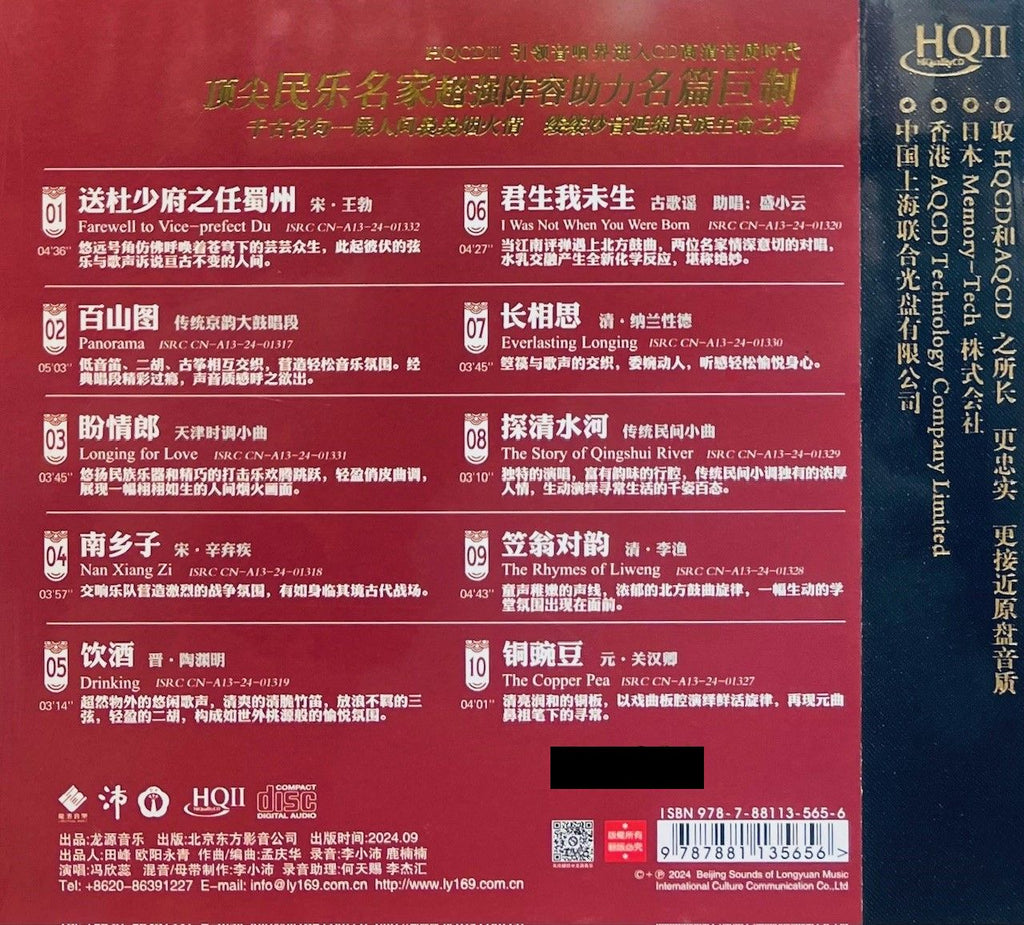 HQCDII 引领音响界进入CD高清音质时代
顶尖民乐名家超强阵容助力名篇巨制
千古名句一展人间袅袅烟火情 缕缕妙音延续民族生命之声
01
04'36"
送杜少府之任蜀州 宋·王勃
Farewell to Vice-prefect Du ISRC CN-A13-24-01332
悠远号角仿佛呼唤着苍穹下的芸芸众生，此起彼伏的弦
乐与歌声诉说亘古不变的人间。
02
05'03"
百山图 传统京韵大鼓唱段
Panorama ISRC CN-A13-24-01317
低音笛、二胡、古筝相互交织，营造轻松音乐氛围。经
典唱段精彩过瘾，声音质感呼之欲出。
03
03'45"
盼情郎 天津时调小曲
Longing for Love ISRC CN-A13-24-01331
悠扬民族乐器和精巧的打击乐欢腾跳跃，轻盈俏皮曲调，
展现一幅栩栩如生的人间烟火画面。
04
03'57"
南乡子 宋·辛弃疾
Nan Xiang Zi ISRC CN-A13-24-01318
交响乐队营造激烈的战争氛围，有如身临其境古代战场。
05
03'14"
饮酒 晋·陶渊明
Drinking ISRC CN-A13-24-01319
超然物外的悠闲歌声，清爽的清脆竹笛，放浪不羁的三
弦，轻盈的二胡，构成如世外桃源般的愉悦氛围。
06
04'27"
君生我未生 古歌谣 助唱：盛小云
I Was Not When You Were Born ISRC CN-A13-24-01320
当江南评弹遇上北方鼓曲，两位名家情深意切的对唱，
水乳交融产生全新化学反应，堪称绝妙。
07
03'45"
长相思 清·纳兰性德
Everlasting Longing ISRC CN-A13-24-01330
箜篌与歌声的交织，委婉动人，听感轻松愉悦身心。
08
03'10"
探清水河 传统民间小曲
The Story of Qingshui River ISRC CN-A13-24-01329
独特的演唱，富有韵味的行腔，传统民间小调独有的浓厚
人情，生动演绎寻常生活的千姿百态。
09
04'43"
笠翁对韵 清·李渔
The Rhymes of Liweng ISRC CN-A13-24-01328
童声稚嫩的声线，浓郁的北方鼓曲旋律，一幅生动的学
堂氛围出现在面前。
10
04'01"
铜豌豆 元·关汉卿
The Copper Pea ISRC CN-A13-24-01327
清亮润和的铜板，以戏曲板腔演绎鲜活旋律，再现元曲
鼻祖笔下的寻常。
龍源音樂
沛
HQII
HiQualityCD
COMPACT
disc
DIGITAL AUDIO
出品:龙源音乐 出版:北京东方影音公司 出版时间:2024.09
出品人:田峰 欧阳永青 作曲/编曲:孟庆华 录音:李小沛 鹿楠楠
演唱:冯欣蕊 混音/母带制作:李小沛 录音助理:何天赐 李杰汇
Tel: +8620-86391227 E-mail: info@ly169.com http://www.ly169.com.cn
版权所有
翻版必究
ISBN 978-7-88113-565-6
9 787881 135656 >
©+℗ 2024 Beijing Sounds of Longyuan Music
International Culture Communication Co.,Ltd
HQII
HiQualityCD
取 HQCD和AQCD 之所长 更忠实 更接近原盘音质
日本 Memory-Tech 株式会社
香港 AQCD Technology Company Limited
中国上海联合光盘有限公司